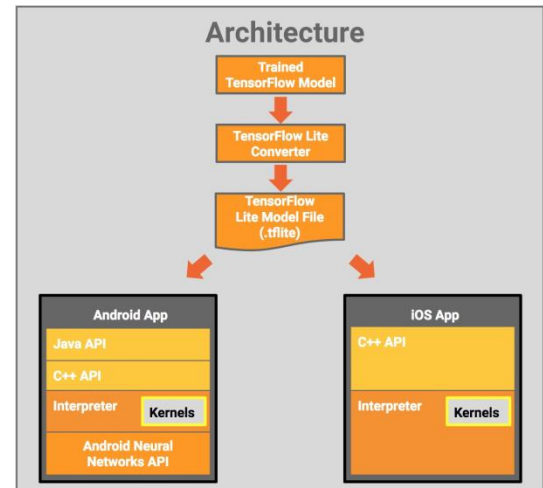 Architecture
Trained
TensorFlow Model
TensorFlow Lite
Converter
TensorFlow
Lite Model File
(.tflite)
Android App
Java API
C++ API
Interpreter
Kernels
Android Neural
Networks API
iOS App
C++ API
Interpreter
Kernels